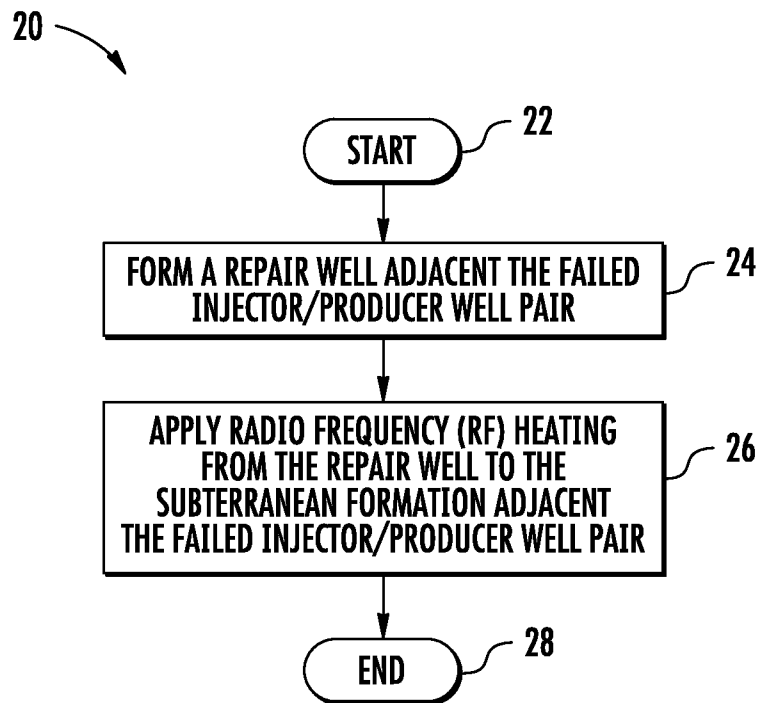 20
START
22
FORM A REPAIR WELL ADJACENT THE FAILED
INJECTOR/PRODUCER WELL PAIR
24
APPLY RADIO FREQUENCY (RF) HEATING
FROM THE REPAIR WELL TO THE
SUBTERRANEAN FORMATION ADJACENT
THE FAILED INJECTOR/PRODUCER WELL PAIR
26
END
28